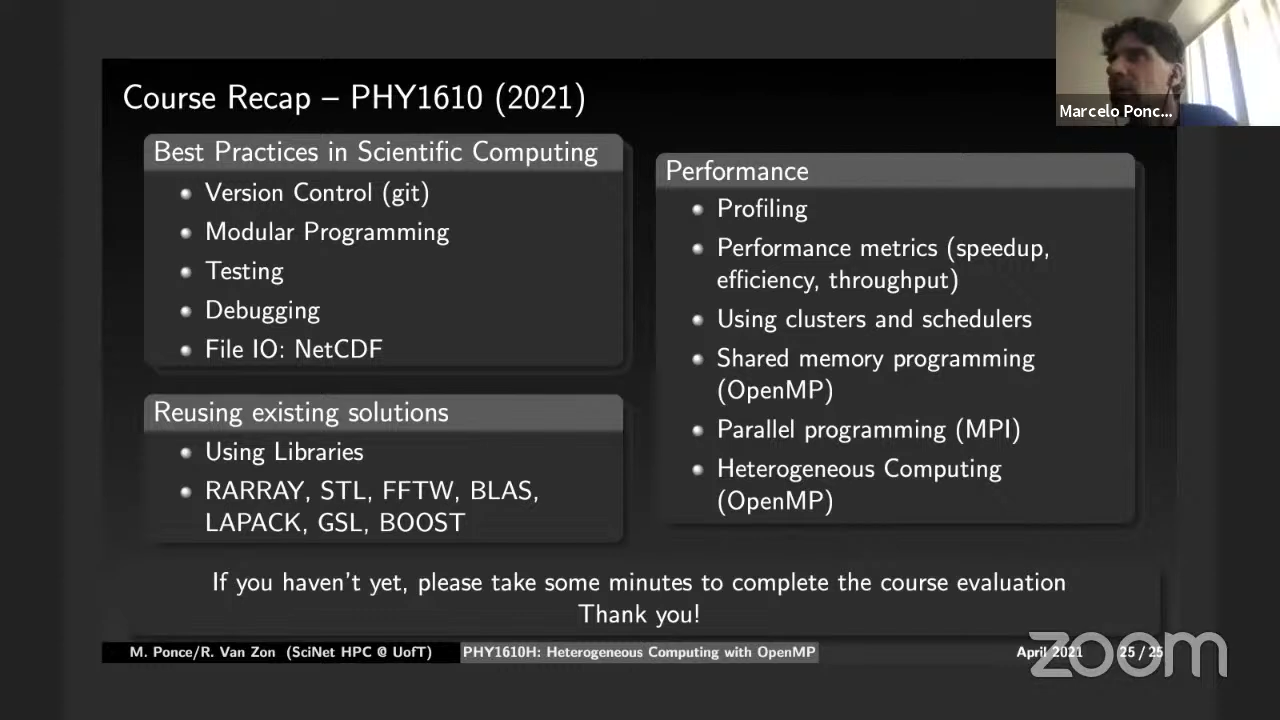 Course Recap – PHY1610 (2021)
Best Practices in Scientific Computing
Version Control (git)
Modular Programming
Testing
Debugging
File IO: NetCDF
Reusing existing solutions
Using Libraries
RARRAY, STL, FFTW, BLAS,
LAPACK, GSL, BOOST
Performance
Profiling
Performance metrics (speedup,
efficiency, throughput)
Using clusters and schedulers
Shared memory programming
(OpenMP)
Parallel programming (MPI)
Heterogeneous Computing
(OpenMP)
If you haven't yet, please take some minutes to complete the course evaluation
Thank you!
M. Ponce/R. Van Zon (SciNet HPC @ UofT)
PHY1610H: Heterogeneous Computing with OpenMP
April 2021
25 / 25
Marcelo Ponc...
zoom